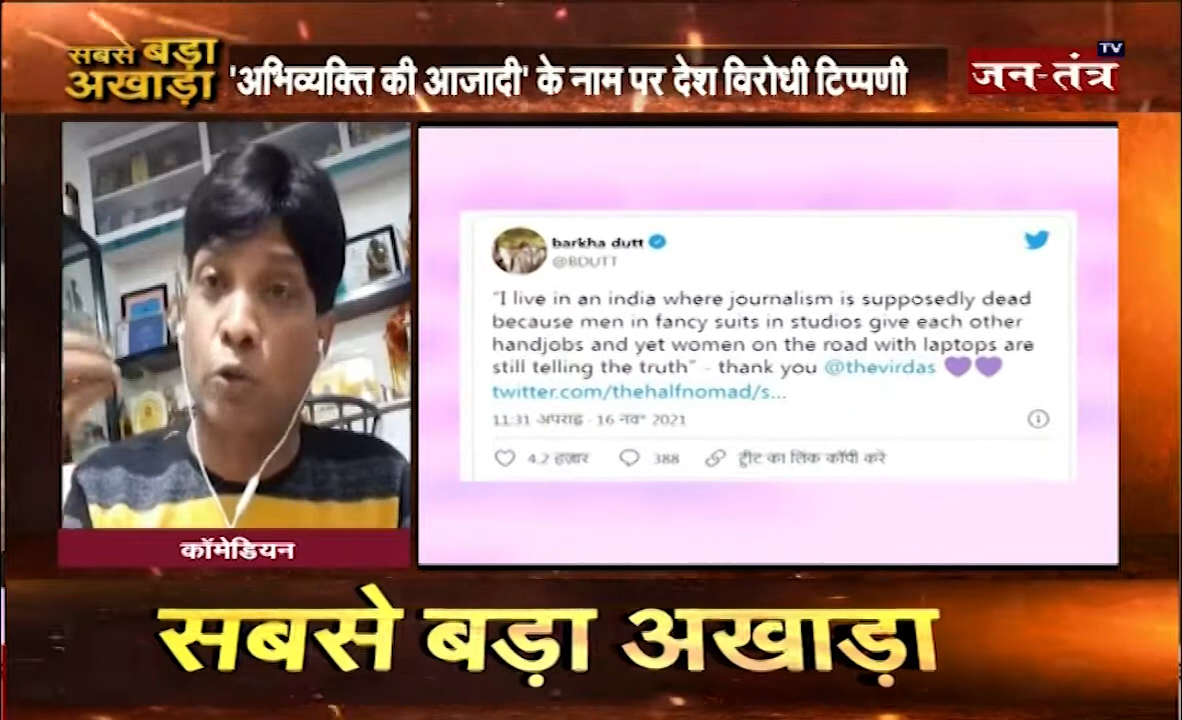 सबसे बड़ा
अखाड़ा
'अभिव्यक्ति की आजादी' के नाम पर देश विरोधी टिप्पणी
जन-तंत्र
TV
barkha dutt
@BDUTT
"I live in an india where journalism is supposedly dead
because men in fancy suits in studios give each other
handjobs and yet women on the road with laptops are
still telling the truth" - thank you @thevirdas 💜💜
twitter.com/thehalfnomad/s...
11:31 अपराह्न · 16 नव॰ 2021
4.2 हज़ार
388
ट्वीट का लिंक कॉपी करें
कॉमेडियन
सबसे बड़ा अखाड़ा